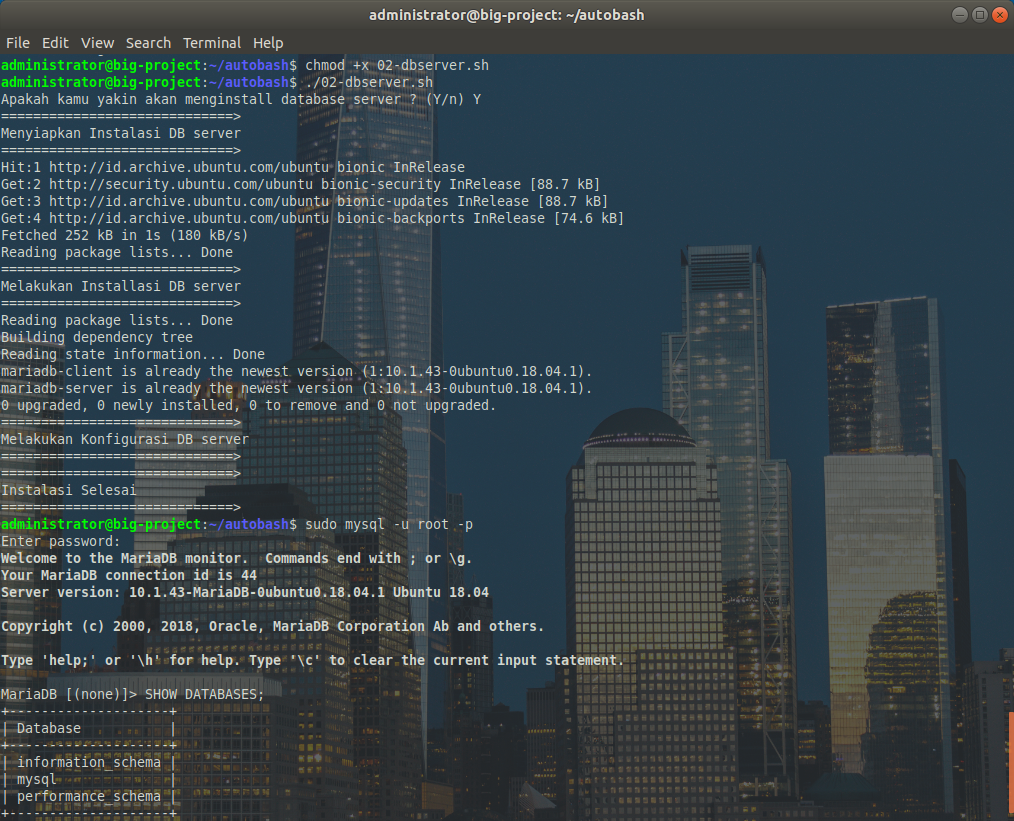 administrator@big-project: ~/autobash
File Edit View Search Terminal Help
administrator@big-project:~/autobash$ chmod +x 02-dbserver.sh
administrator@big-project:~/autobash$ ./02-dbserver.sh
Apakah kamu yakin akan menginstall database server ? (Y/n) Y
=============================>
Menyiapkan Instalasi DB server
=============================>
Hit:1 http://id.archive.ubuntu.com/ubuntu bionic InRelease
Get:2 http://security.ubuntu.com/ubuntu bionic-security InRelease [88.7 kB]
Get:3 http://id.archive.ubuntu.com/ubuntu bionic-updates InRelease [88.7 kB]
Get:4 http://id.archive.ubuntu.com/ubuntu bionic-backports InRelease [74.6 kB]
Fetched 252 kB in 1s (180 kB/s)
Reading package lists... Done
=============================>
Melakukan Installasi DB server
=============================>
Reading package lists... Done
Building dependency tree
Reading state information... Done
mariadb-client is already the newest version (1:10.1.43-0ubuntu0.18.04.1).
mariadb-server is already the newest version (1:10.1.43-0ubuntu0.18.04.1).
0 upgraded, 0 newly installed, 0 to remove and 0 not upgraded.
=============================>
Melakukan Konfigurasi DB server
=============================>
=============================>
Instalasi Selesai
=============================>
administrator@big-project:~/autobash$ sudo mysql -u root -p
Enter password:
Welcome to the MariaDB monitor.  Commands end with ; or \g.
Your MariaDB connection id is 44
Server version: 10.1.43-MariaDB-0ubuntu0.18.04.1 Ubuntu 18.04
Copyright (c) 2000, 2018, Oracle, MariaDB Corporation Ab and others.
Type 'help;' or '\h' for help. Type '\c' to clear the current input statement.
MariaDB [(none)]> SHOW DATABASES;
+--------------------+
| Database           |
+--------------------+
| information_schema |
| mysql              |
| performance_schema |
+--------------------+